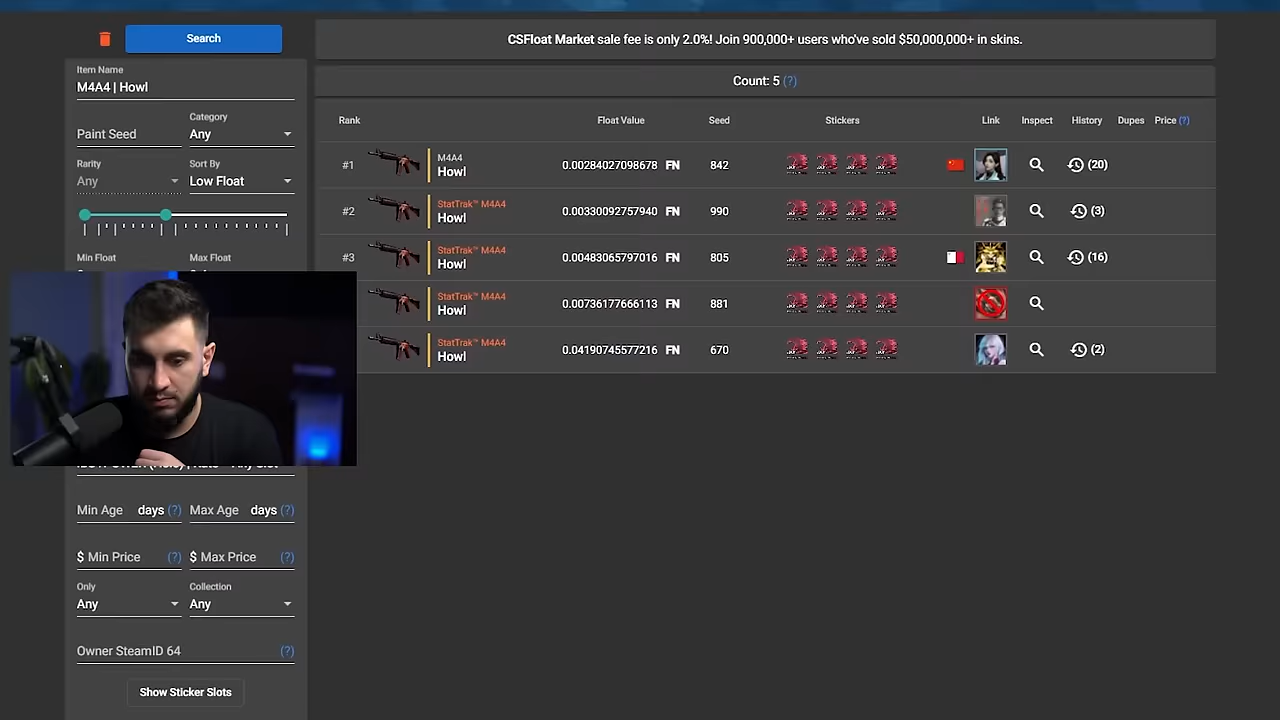 Search
CSFloat Market sale fee is only 2.0%! Join 900,000+ users who've sold $50,000,000+ in skins.
Item Name
M4A4 | Howl
Count: 5 (?)
Paint Seed
Category
Any
Rarity
Any
Sort By
Low Float
Min Float
Max Float
Rank Float Value Seed Stickers Link Inspect History Dupes Price (?)
#1 M4A4 Howl 0.00284027098678 FN 842 (20)
#2 StatTrak™ M4A4 Howl 0.00330092757940 FN 990 (3)
#3 StatTrak™ M4A4 Howl 0.00483065797016 FN 805 (16)
StatTrak™ M4A4 Howl 0.00736177666113 FN 881
StatTrak™ M4A4 Howl 0.04190745577216 FN 670 (2)
Min Age days (?) Max Age days (?)
$ Min Price (?) $ Max Price (?)
Only
Any
Collection
Any
Owner SteamID 64 (?)
Show Sticker Slots